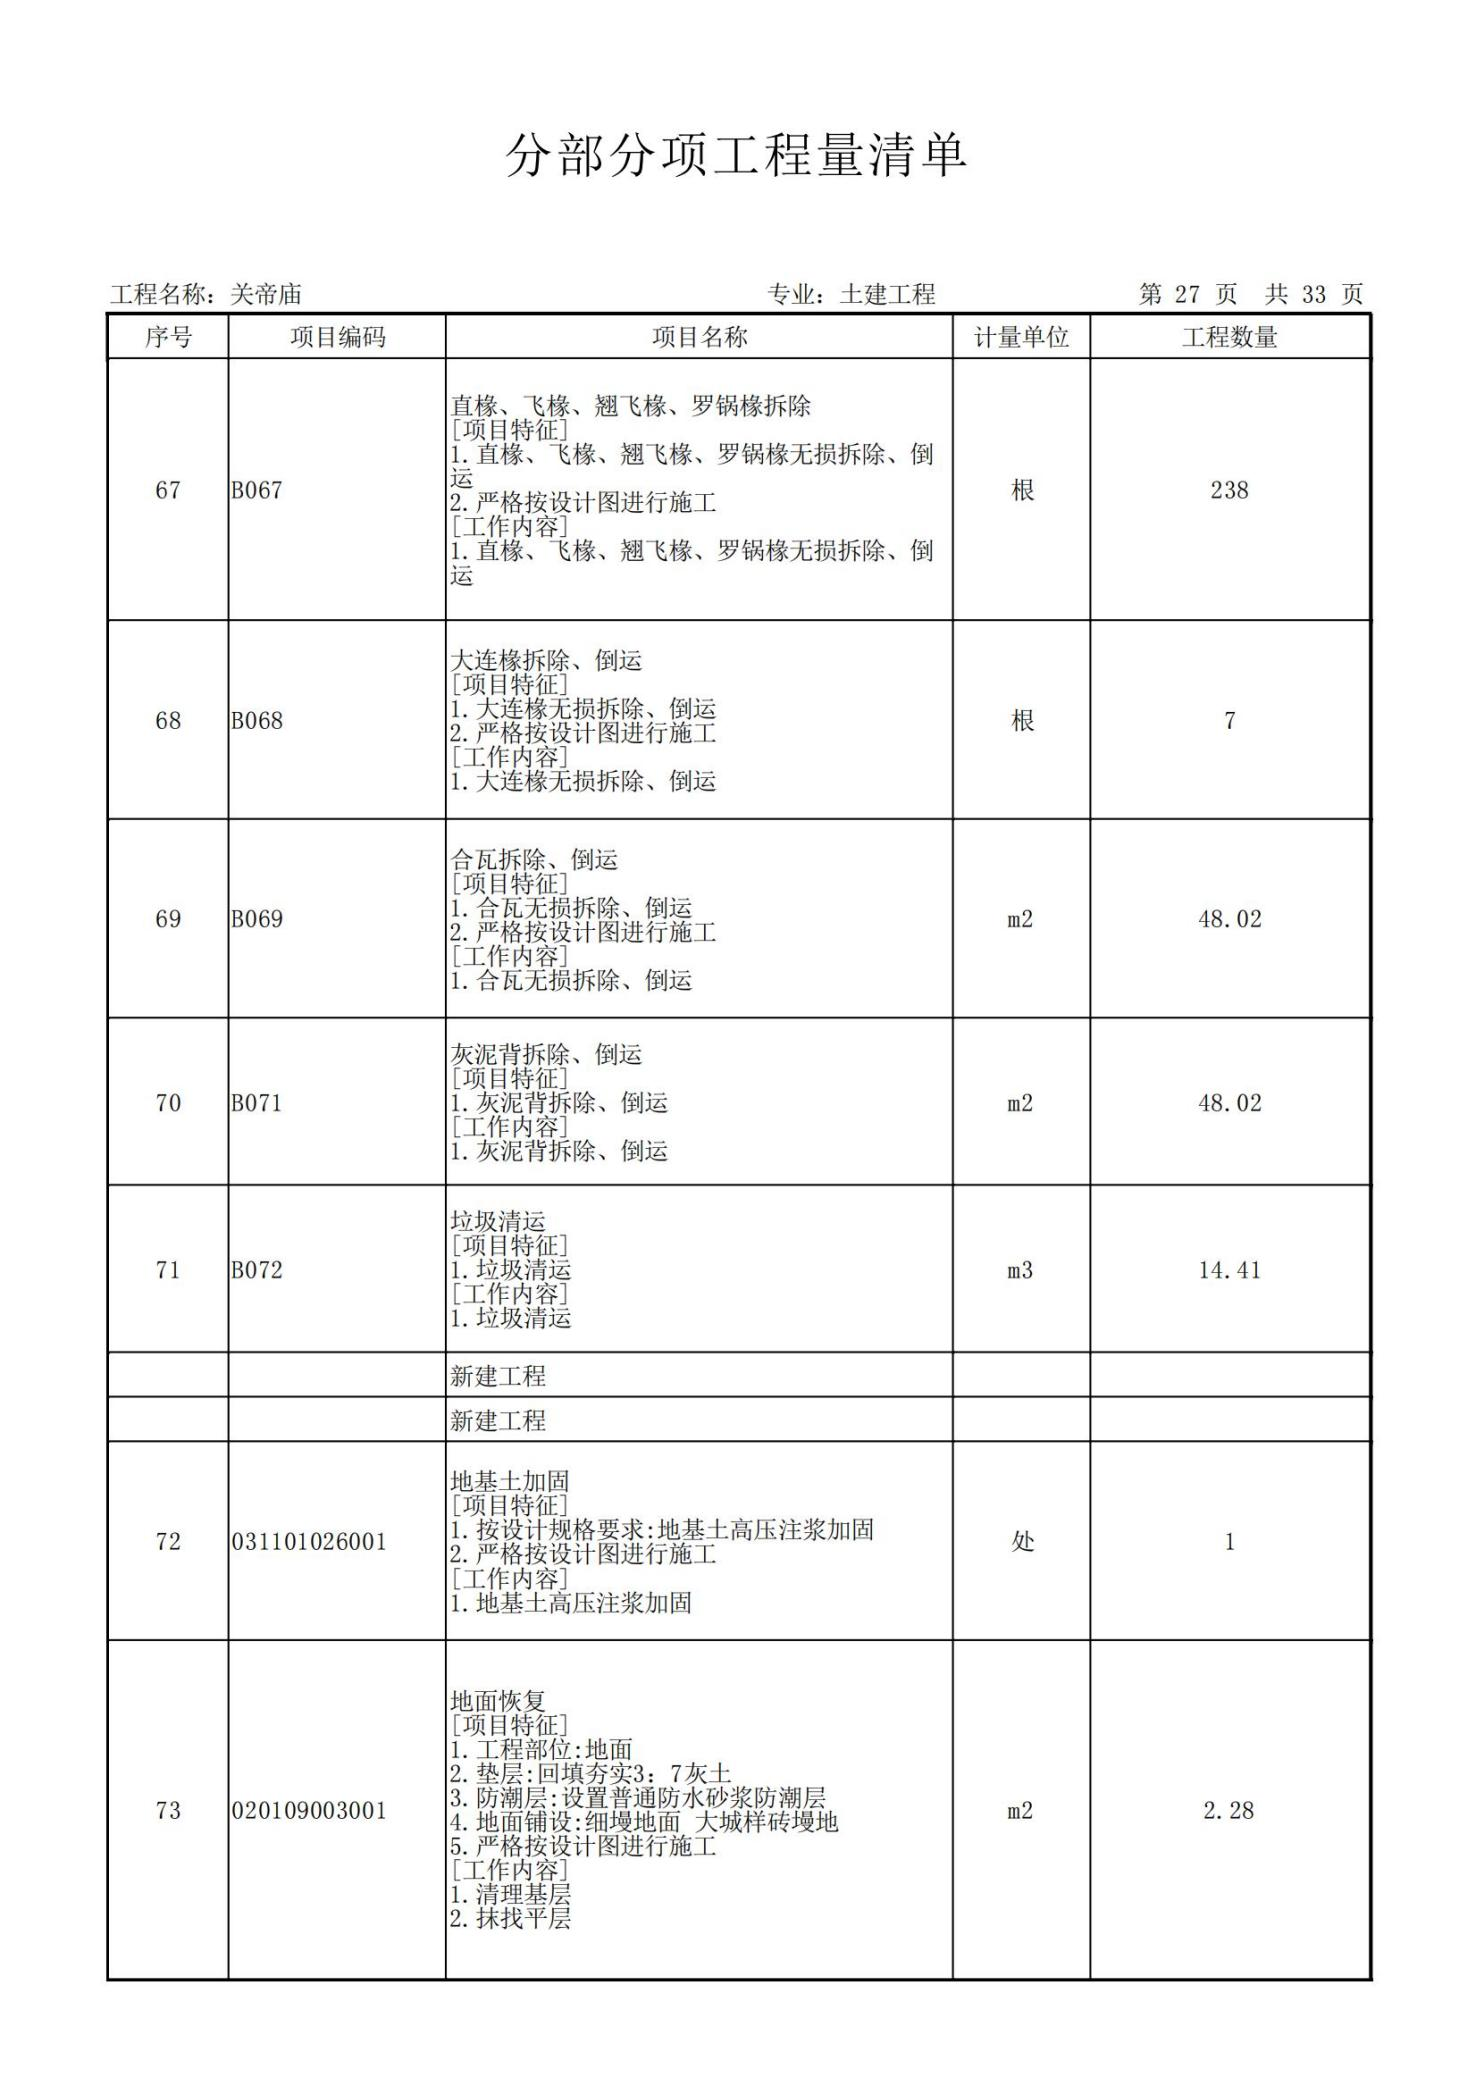 分部分项工程量清单
工程名称：关帝庙 专业：土建工程 第 27 页 共 33 页
序号 项目编码 项目名称 计量单位 工程数量
67 B067 直椽、飞椽、翘飞椽、罗锅椽拆除
[项目特征]
1.直椽、飞椽、翘飞椽、罗锅椽无损拆除、倒
运
2.严格按设计图进行施工
[工作内容]
1.直椽、飞椽、翘飞椽、罗锅椽无损拆除、倒
运
根 238
68 B068 大连椽拆除、倒运
[项目特征]
1.大连椽无损拆除、倒运
2.严格按设计图进行施工
[工作内容]
1.大连椽无损拆除、倒运
根 7
69 B069 合瓦拆除、倒运
[项目特征]
1.合瓦无损拆除、倒运
2.严格按设计图进行施工
[工作内容]
1.合瓦无损拆除、倒运
m2 48.02
70 B071 灰泥背拆除、倒运
[项目特征]
1.灰泥背拆除、倒运
[工作内容]
1.灰泥背拆除、倒运
m2 48.02
71 B072 垃圾清运
[项目特征]
1.垃圾清运
[工作内容]
1.垃圾清运
m3 14.41
新建工程
新建工程
72 031101026001 地基土加固
[项目特征]
1.按设计规格要求:地基土高压注浆加固
2.严格按设计图进行施工
[工作内容]
1.地基土高压注浆加固
处 1
73 020109003001 地面恢复
[项目特征]
1.工程部位:地面
2.垫层:回填夯实3：7灰土
3.防潮层:设置普通防水砂浆防潮层
4.地面铺设:细墁地面 大城样砖墁地
5.严格按设计图进行施工
[工作内容]
1.清理基层
2.抹找平层
m2 2.28